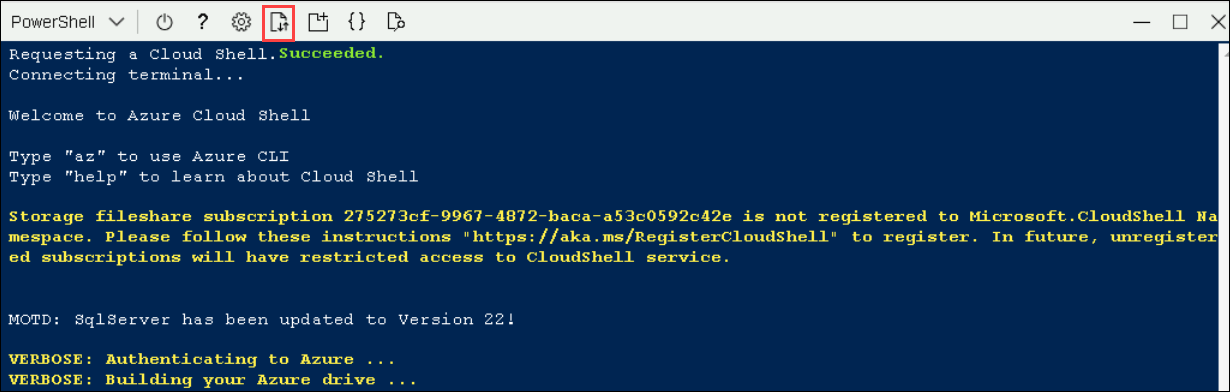 PowerShell
Requesting a Cloud Shell.Succeeded.
Connecting terminal...
Welcome to Azure Cloud Shell
Type "az" to use Azure CLI
Type "help" to learn about Cloud Shell
Storage fileshare subscription 275273cf-9967-4872-baca-a53c0592c42e is not registered to Microsoft.CloudShell Na
mespace. Please follow these instructions "https://aka.ms/RegisterCloudShell" to register. In future, unregister
ed subscriptions will have restricted access to CloudShell service.
MOTD: SqlServer has been updated to Version 22!
VERBOSE: Authenticating to Azure ...
VERBOSE: Building your Azure drive ...